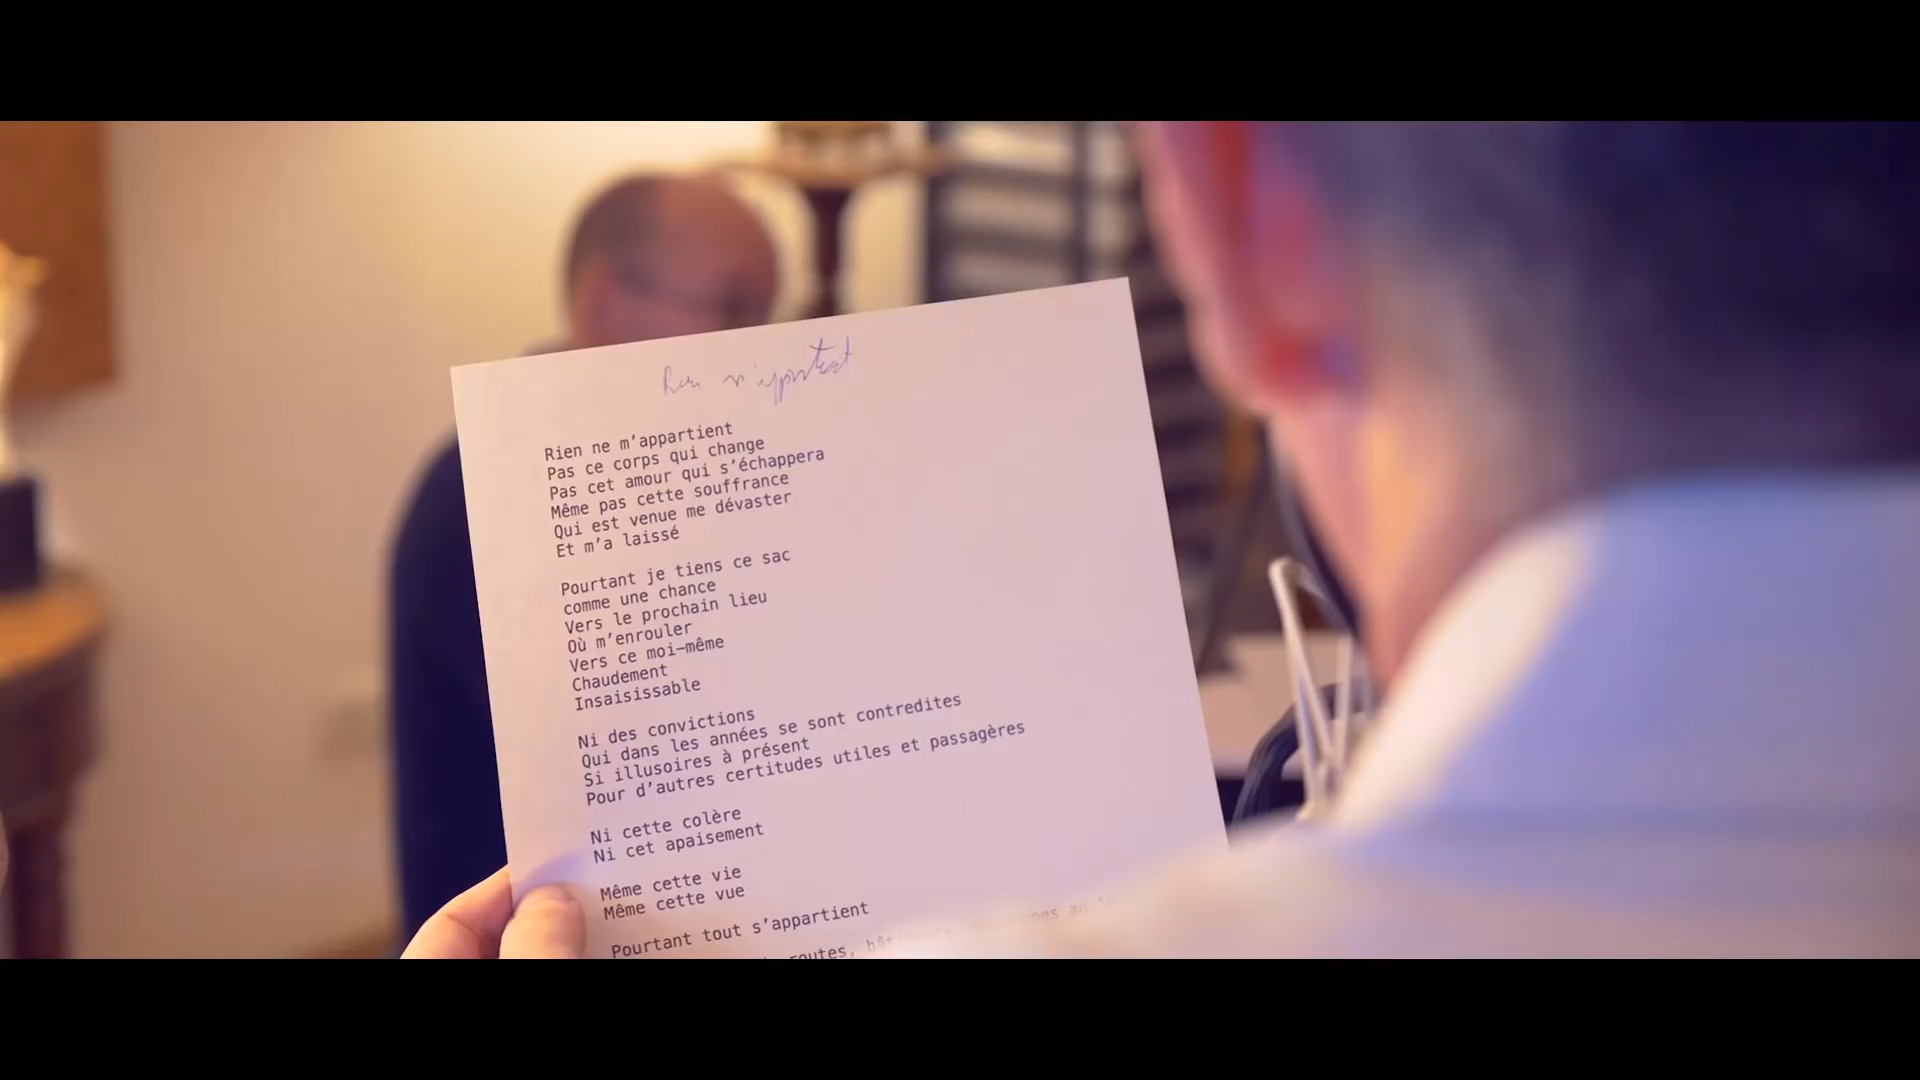 Rien ne m'appartient
Pas ce corps qui change
Pas cet amour qui s'échappera
Même pas cette souffrance
Qui est venue me dévaster
Et m'a laissé
Pourtant je tiens ce sac
comme une chance
Vers le prochain lieu
Où m'enrouler
Vers ce moi-même
Chaudement
Insaisissable
Ni des convictions
Qui dans les années se sont contredites
Si illusoires à présent
Pour d'autres certitudes utiles et passagères
Ni cette colère
Ni cet apaisement
Même cette vie
Même cette vue
Pourtant tout s'appartient
routes,